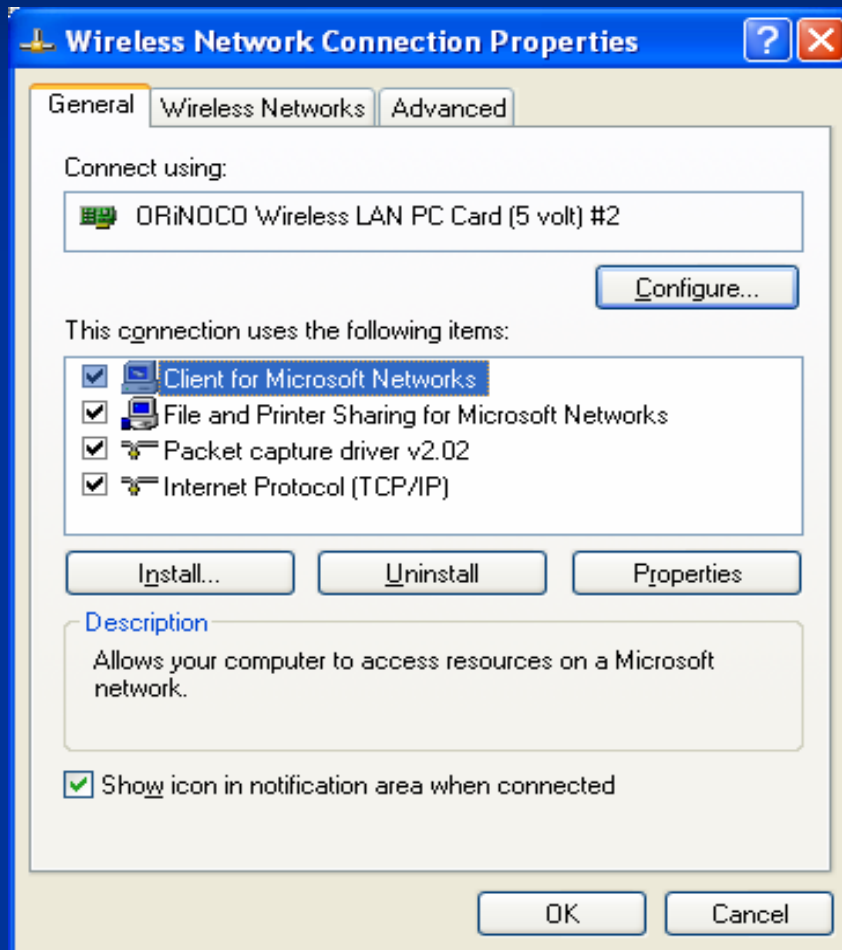 Wireless Network Connection Properties
General
Wireless Networks
Advanced
Connect using:
ORiNOCO Wireless LAN PC Card (5 volt) #2
Configure...
This connection uses the following items:
Client for Microsoft Networks
File and Printer Sharing for Microsoft Networks
Packet capture driver v2.02
Internet Protocol (TCP/IP)
Install...
Uninstall
Properties
Description
Allows your computer to access resources on a Microsoft
network.
Show icon in notification area when connected
OK
Cancel